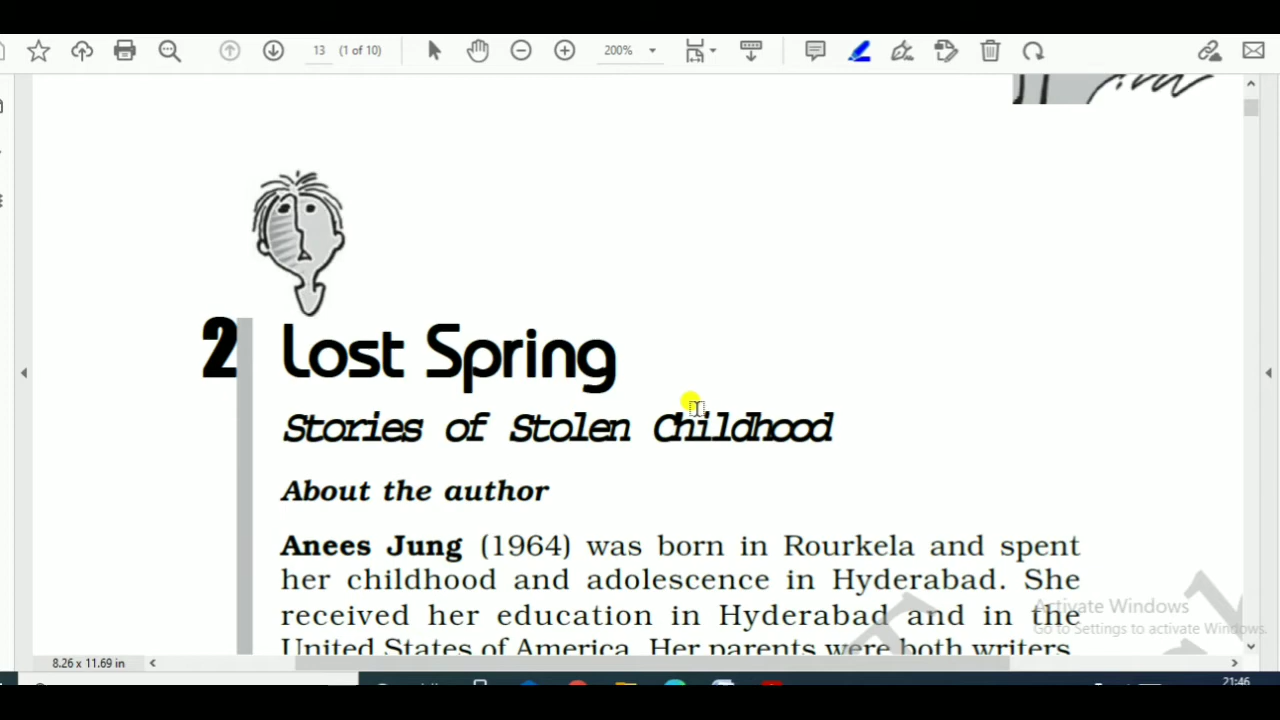 13 (1 of 10)
200%
2 Lost Spring
Stories of Stolen Childhood
About the author
Anees Jung (1964) was born in Rourkela and spent
her childhood and adolescence in Hyderabad. She
received her education in Hyderabad and in the
United States of America. Her parents were both writers.
Activate Windows
Go to Settings to activate Windows.
8.26 x 11.69 in
21:46